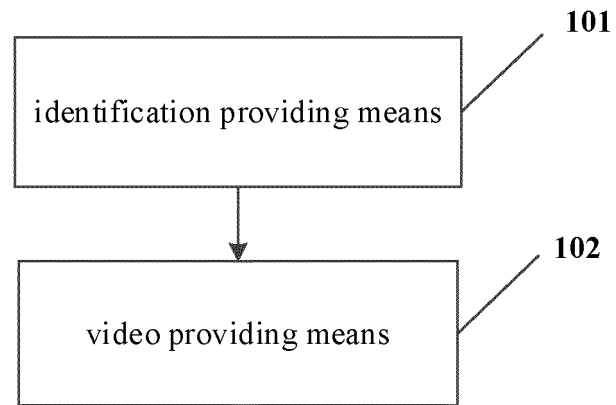 101
identification providing means
102
video providing means